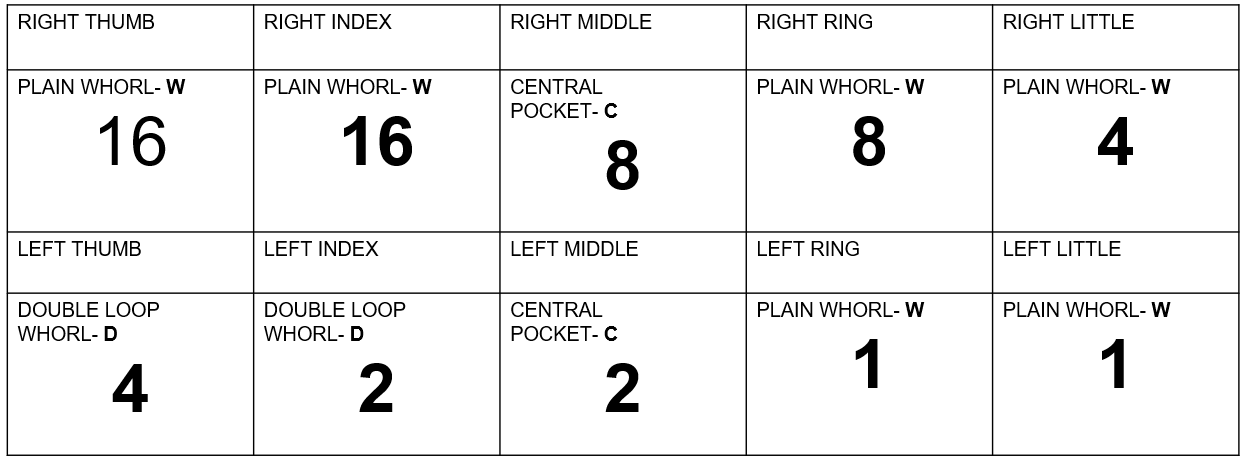 RIGHT THUMB
RIGHT INDEX
RIGHT MIDDLE
RIGHT RING
RIGHT LITTLE
PLAIN WHORL- W
16
PLAIN WHORL- W
16
CENTRAL
POCKET- C
8
PLAIN WHORL- W
8
PLAIN WHORL- W
4
LEFT THUMB
LEFT INDEX
LEFT MIDDLE
LEFT RING
LEFT LITTLE
DOUBLE LOOP
WHORL- D
4
DOUBLE LOOP
WHORL- D
2
CENTRAL
POCKET- C
2
PLAIN WHORL- W
1
PLAIN WHORL- W
1